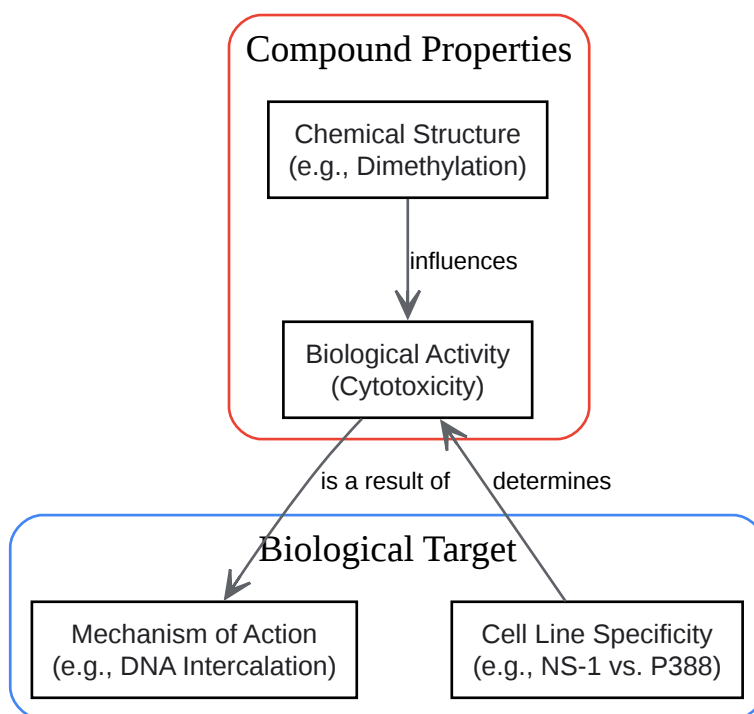 Compound Properties
Chemical Structure
(e.g., Dimethylation)
influences
Biological Activity
(Cytotoxicity)
is a result of
determines
Biological Target
Mechanism of Action
(e.g., DNA Intercalation)
Cell Line Specificity
(e.g., NS-1 vs. P388)